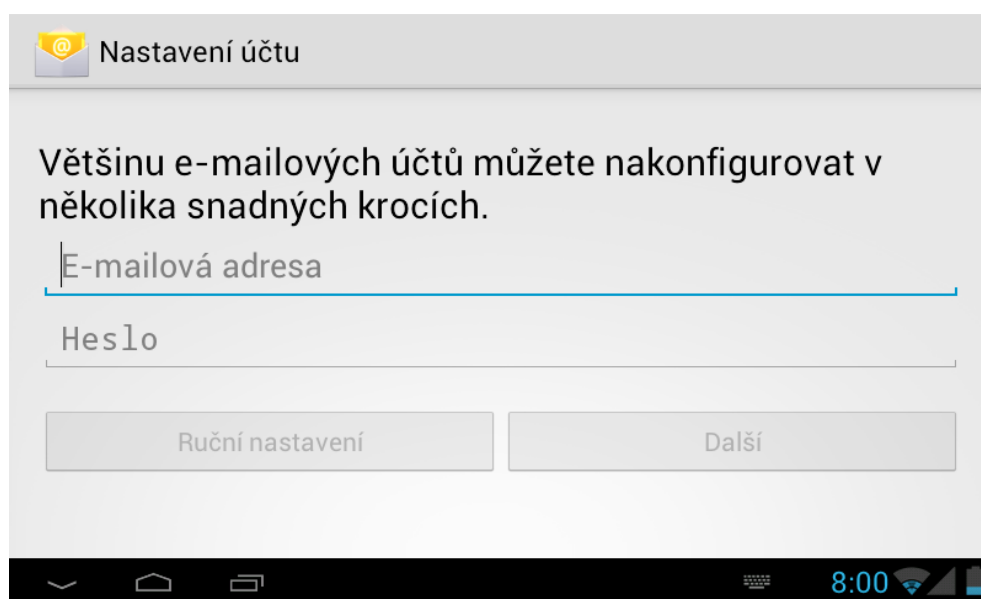 Nastavení účtu
Většinu e-mailových účtů můžete nakonfigurovat v
několika snadných krocích.
E-mailová adresa
Heslo
Ruční nastavení
Další
8:00